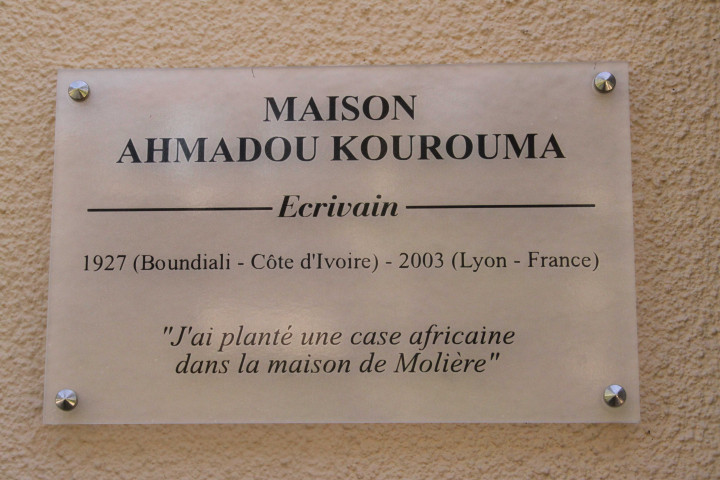 MAISON
AHMADOU KOUROUMA
Ecrivain
1927 (Boundiali - Côte d'Ivoire) - 2003 (Lyon - France)
"J'ai planté une case africaine
dans la maison de Molière"